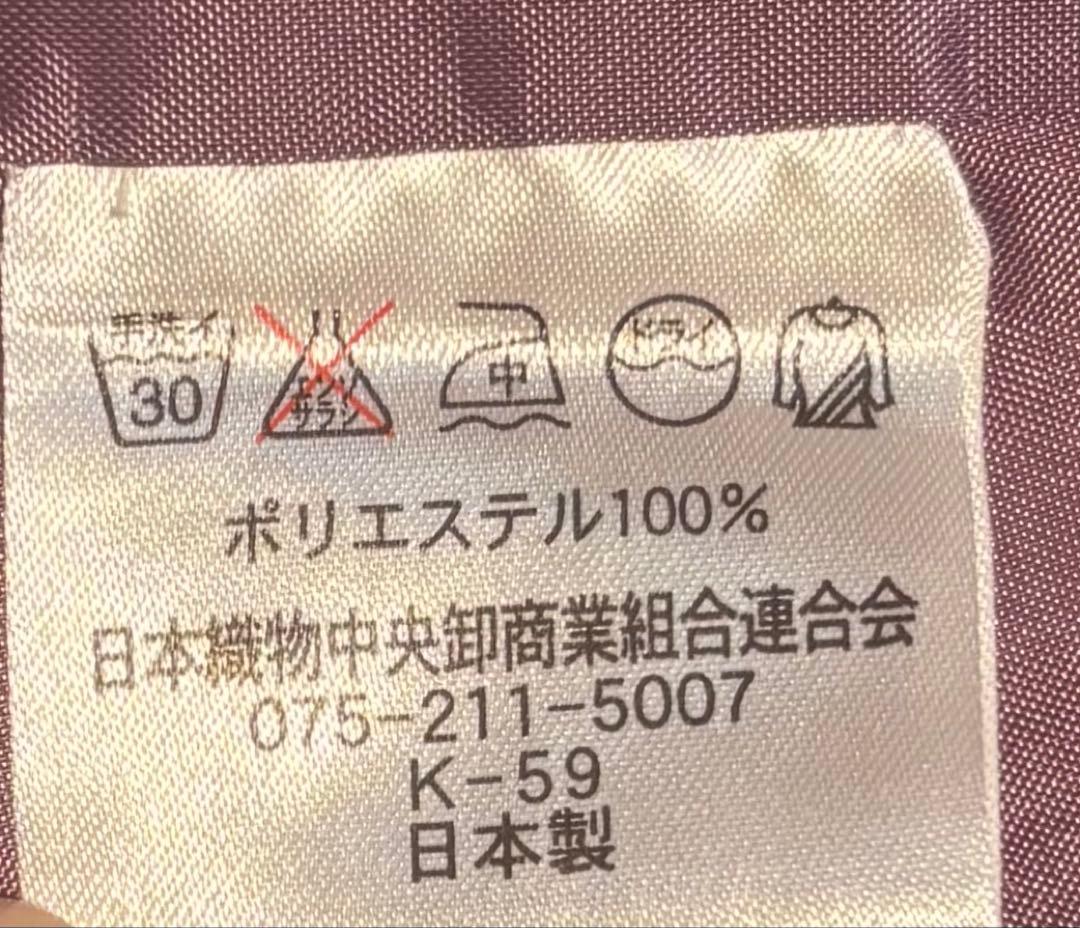 手洗イ 30 エンソサラシ 中 ドライ
ポリエステル100%
日本織物中央卸商業組合連合会
075-211-5007
K-59
日本製